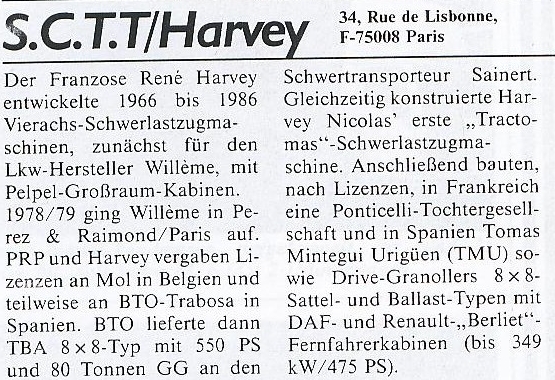 S.C.T.T/Harvey
34, Rue de Lisbonne,
F-75008 Paris
Der Franzose René Harvey
entwickelte 1966 bis 1986
Vierachs-Schwerlastzugma-
schinen, zunächst für den
Lkw-Hersteller Willème, mit
Pelpel-Großraum-Kabinen.
1978/79 ging Willème in Pe-
rez & Raimond/Paris auf.
PRP und Harvey vergaben Li-
zenzen an Mol in Belgien und
teilweise an BTO-Trabosa in
Spanien. BTO lieferte dann
TBA 8×8-Typ mit 550 PS
und 80 Tonnen GG an den
Schwertransporteur Sainert.
Gleichzeitig konstruierte Har-
vey Nicolas’ erste „Tracto-
mas“-Schwerlastzugma-
schine. Anschließend bauten,
nach Lizenzen, in Frankreich
eine Ponticelli-Tochtergesell-
schaft und in Spanien Tomas
Mintegui Urigüen (TMU) so-
wie Drive-Granollers 8×8-
Sattel- und Ballast-Typen mit
DAF- und Renault-„Berliet“-
Fernfahrerkabinen (bis 349
kW/475 PS).